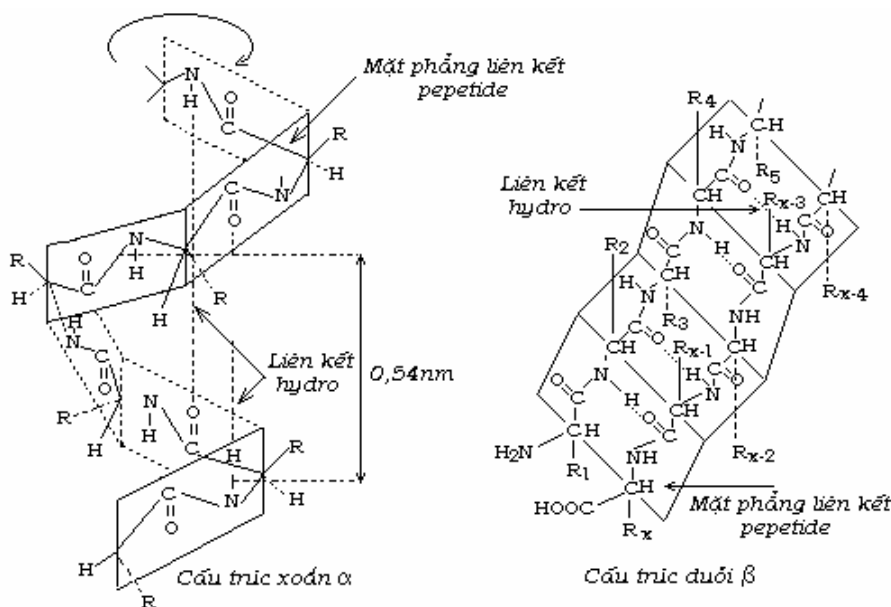 N
H
O
C
R
H
Mặt phẳng liên kết
pepetide
O
C
N
H
C
O
R
H
C
O
N
H
H
R
H
N
C
O
Liên kết
hydro
0,54nm
R
H
N
H
O
C
H
R
N
H
C
O
H
R
Cấu trúc xoắn α
R4
CH
H
N
R5
C
O
CH
Liên kết
hydro
CH
Rx-3
H
N
C
O
R2
N
H
O
C
CH
Rx-4
H
N
CH
O
C
R3
NH
C
O
CH
Rx-1
CH
H
N
C
O
N
H
O
C
CH
Rx-2
O
C
H2N
CH
R1
NH
C
HOOC
CH
Rx
Mặt phẳng liên kết
pepetide
Cấu trúc duỗi β